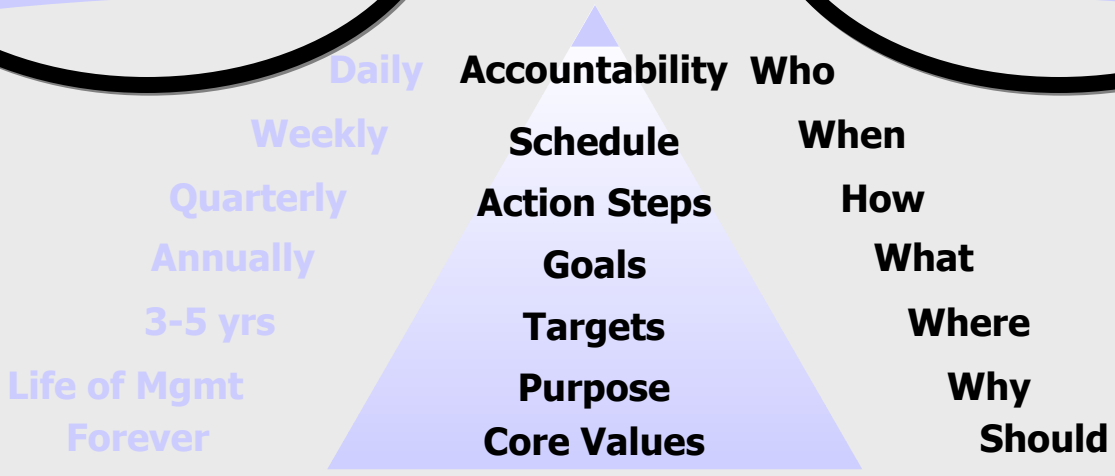 Daily Accountability Who
Weekly Schedule When
Quarterly Action Steps How
Annually Goals What
3-5 yrs Targets Where
Life of Mgmt Purpose Why
Forever Core Values Should